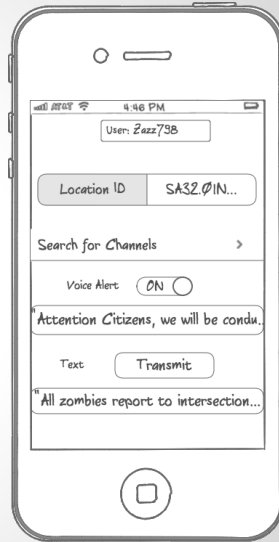 AT&T 4:46 PM
User: Zazz798
Location ID SA32.ØIN...
Search for Channels >
Voice Alert ON
"Attention Citizens, we will be condu..
Text Transmit
"All zombies report to intersection...